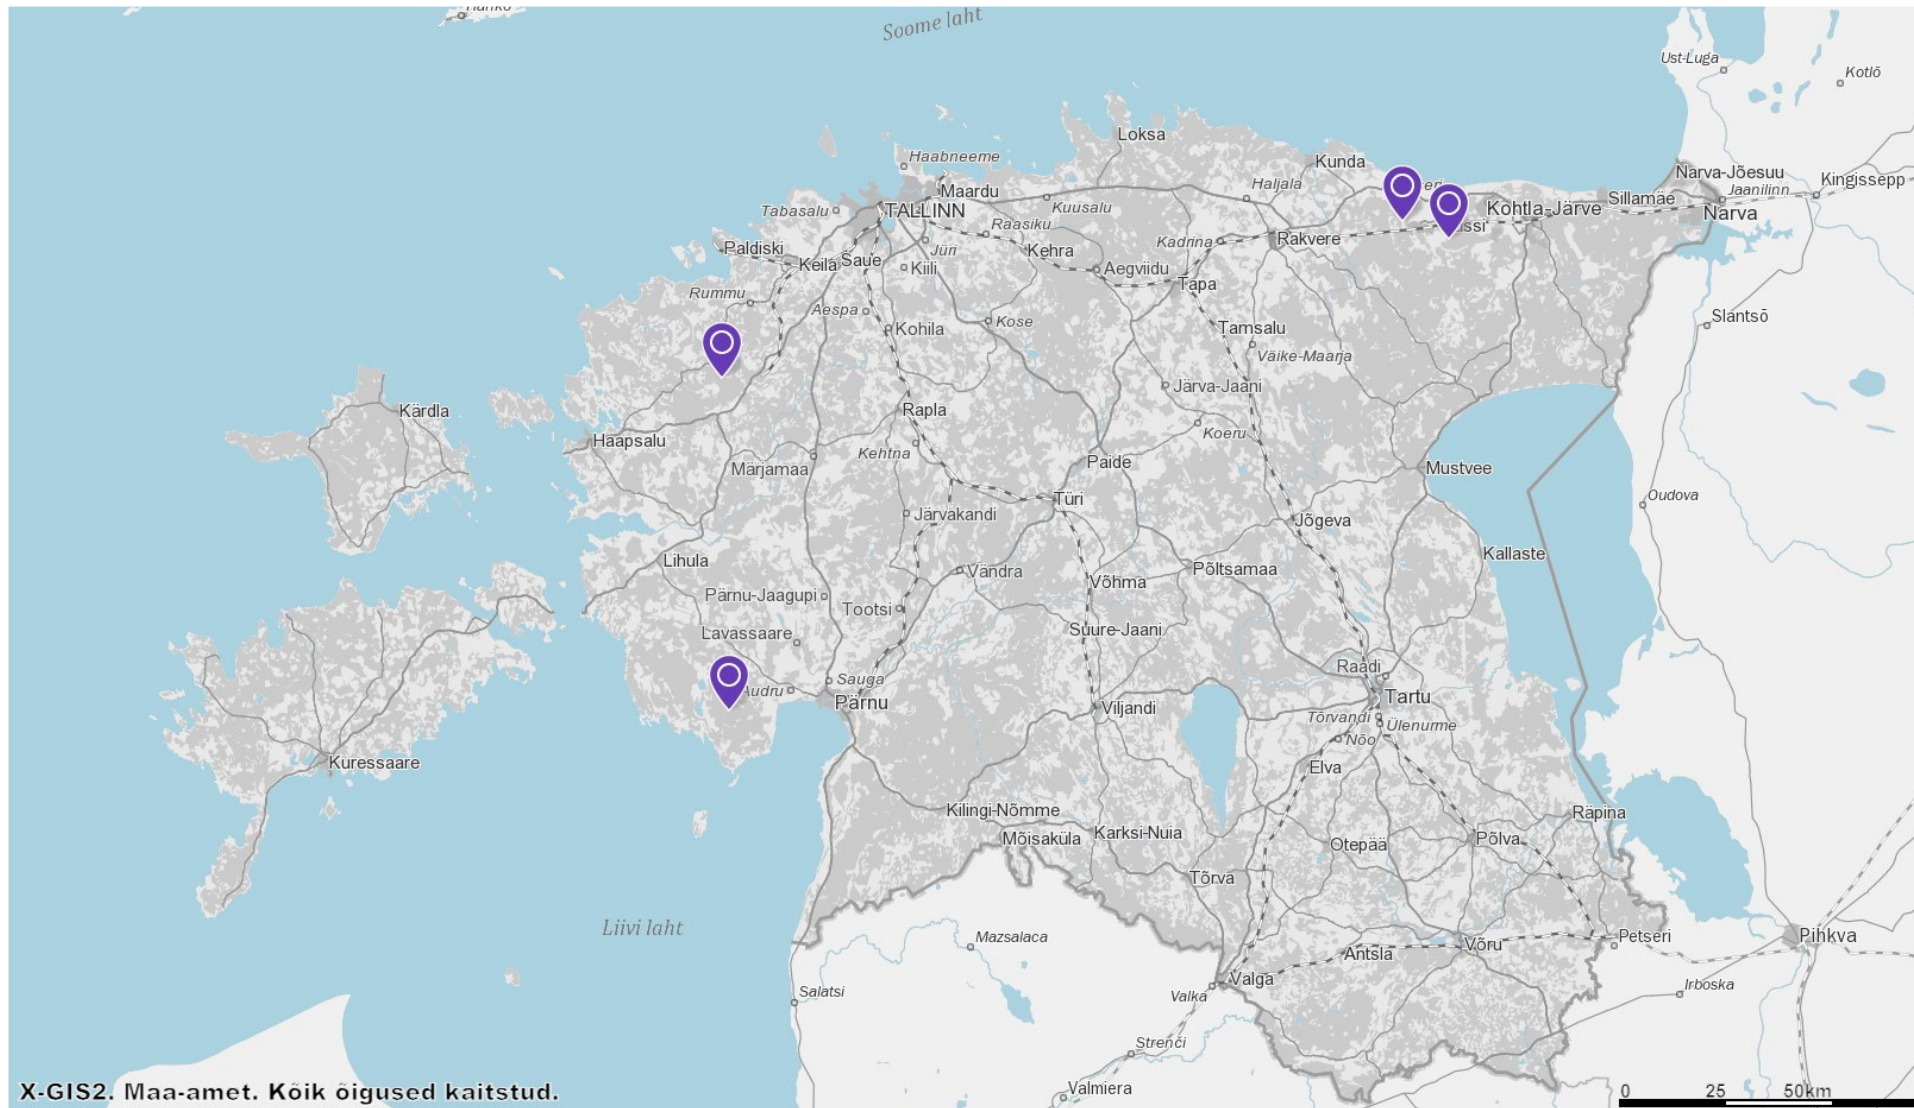 Hanko
Soome laht
Ust-Luga
Kotlõ
Loksa
Haabneeme
Kunda
Maardu
Haljala
Narva-Jõesuu
Jaanilinn
Kingissepp
Tabasalu
TALLINN
Kuusalu
Sillamäe
Kohtla-Järve
Narva
Raasiku
Jüri
Kadrina
Rakvere
Paldiski
Keila
Saue
Kiili
Kehra
Aegviidu
Tapa
Rummu
Aespa
Kohila
Kose
Tamsalu
Väike-Maarja
Slantsõ
Järva-Jaani
Kärdla
Rapla
Haapsalu
Koeru
Kehtna
Märjamaa
Paide
Mustvee
Türi
Oudova
Järvakandi
Jõgeva
Kallaste
Lihula
Vändra
Võhma
Põltsamaa
Pärnu-Jaagupi
Tootsi
Lavassaare
Suure-Jaani
Raadi
Sauga
Audru
Pärnu
Tartu
Viljandi
Tõrvandi
Ülenurme
Nõo
Elva
Kuressaare
Kilingi-Nõmme
Räpina
Mõisaküla
Karksi-Nuia
Otepää
Põlva
Tõrva
Liivi laht
Mazsalaca
Petseri
Pihkva
Võru
Antsla
Valga
Valka
Irboska
Salatsi
Strenči
Valmiera
X-GIS2. Maa-amet. Kõik õigused kaitstud.
0 25 50km